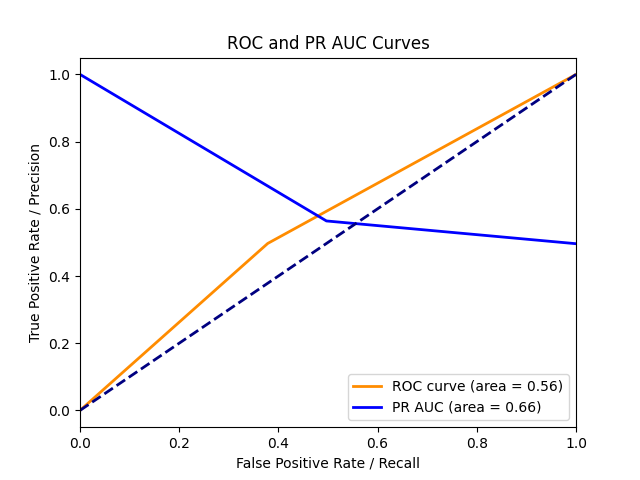 ROC and PR AUC Curves
True Positive Rate / Precision
1.0
0.8
0.6
0.4
0.2
0.0
ROC curve (area = 0.56)
PR AUC (area = 0.66)
0.0 0.2 0.4 0.6 0.8 1.0
False Positive Rate / Recall